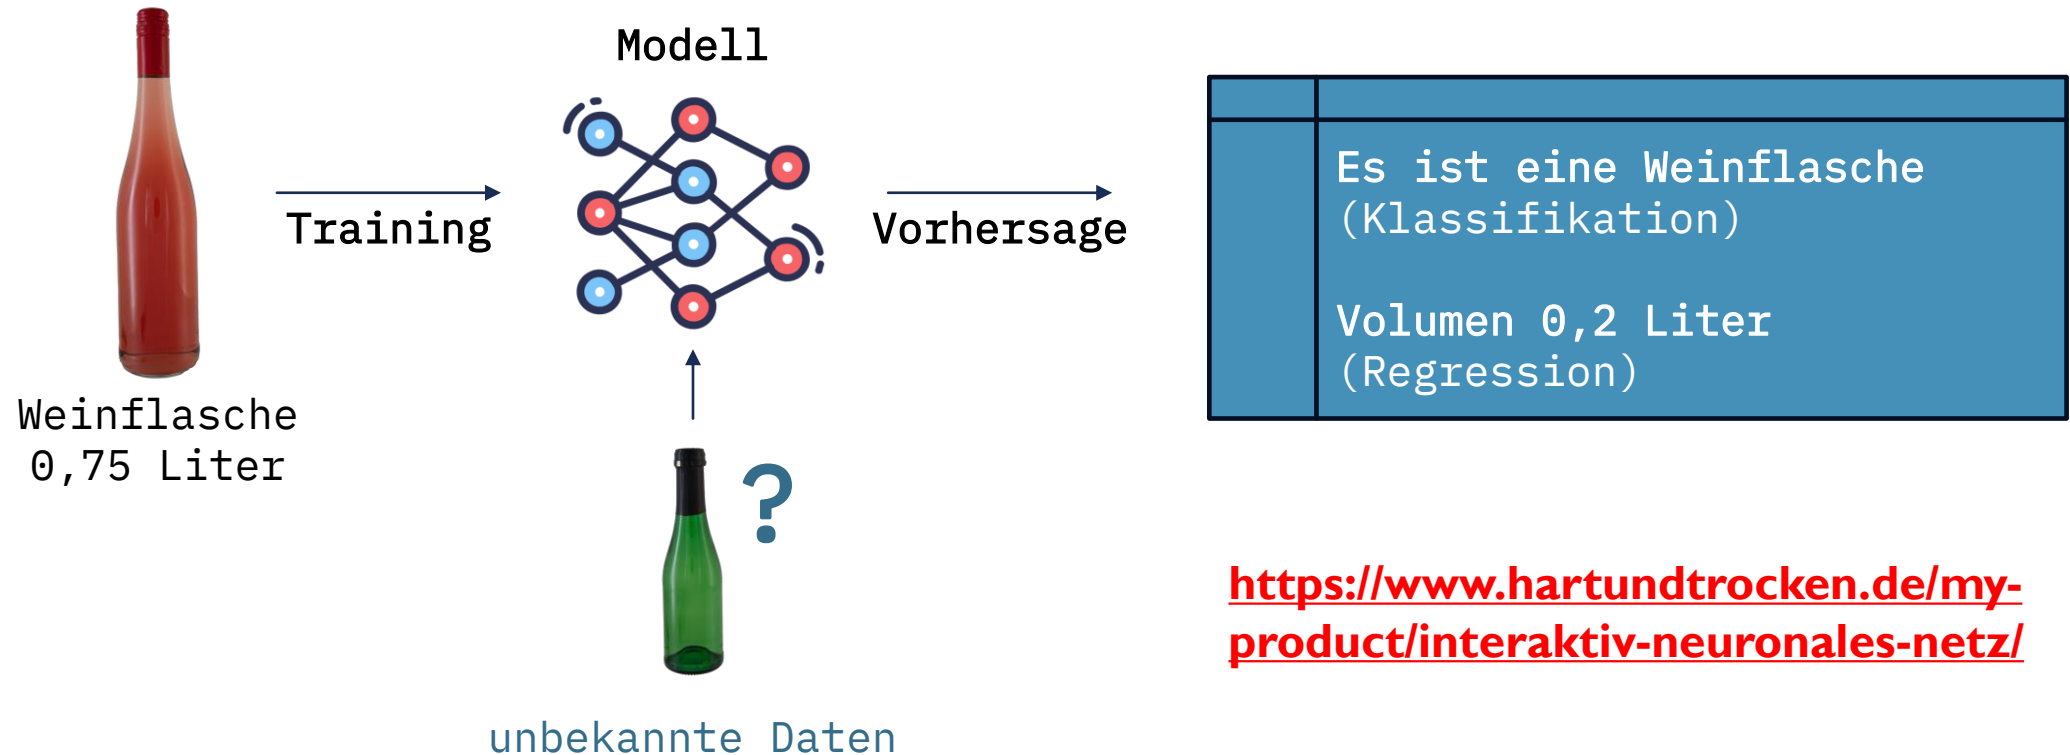 Modell
Training
Vorhersage
Weinflasche
0,75 Liter
?
unbekannte Daten
Es ist eine Weinflasche
(Klassifikation)
Volumen 0,2 Liter
(Regression)
https://www.hartundtrocken.de/my-
product/interaktiv-neuronales-netz/